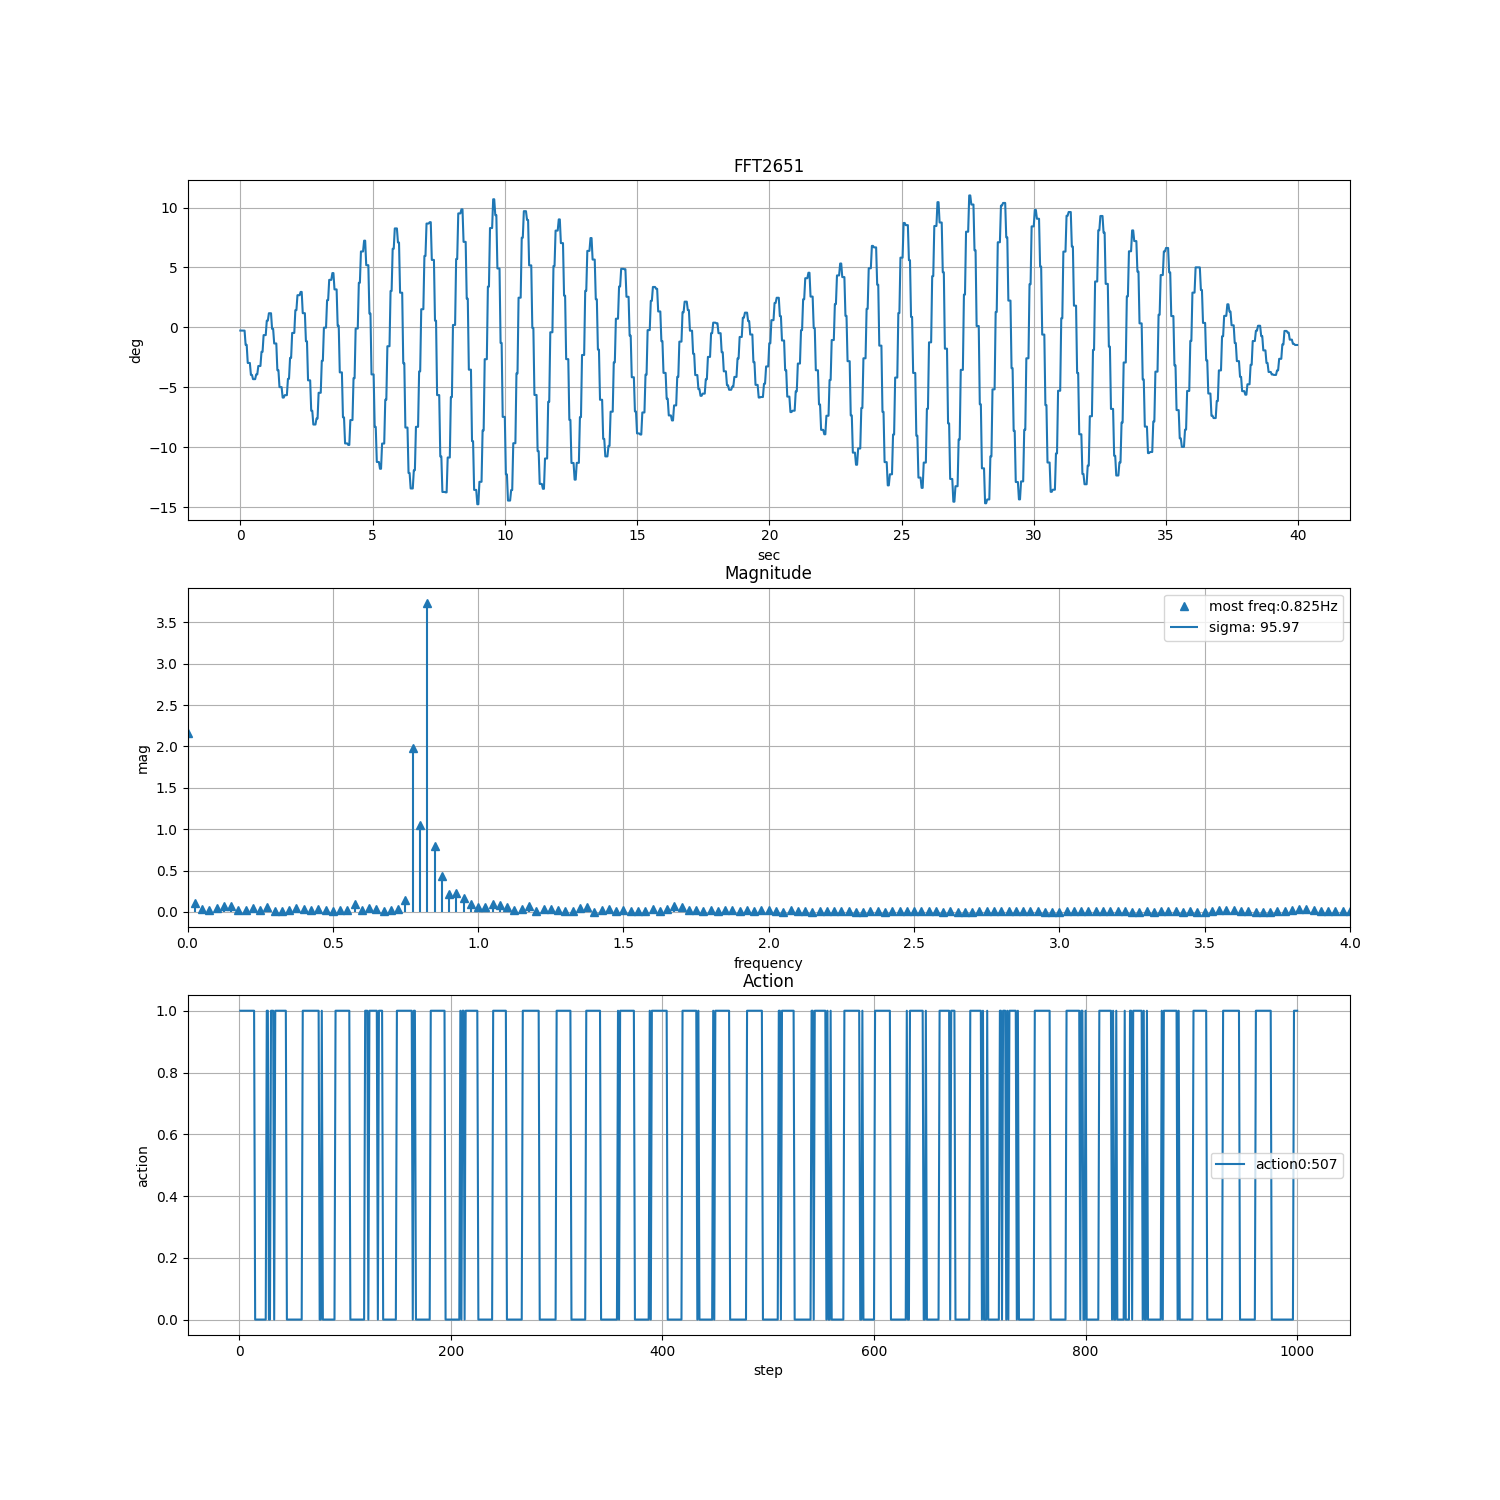 FFT2651
10
5
0
−5
−10
−15
deg
0 5 10 15 20 25 30 35 40
sec
Magnitude
most freq:0.825Hz
sigma: 95.97
3.5
3.0
2.5
2.0
1.5
1.0
0.5
0.0
mag
0.0 0.5 1.0 1.5 2.0 2.5 3.0 3.5 4.0
frequency
Action
1.0
0.8
0.6
0.4
0.2
0.0
action
action0:507
0 200 400 600 800 1000
step